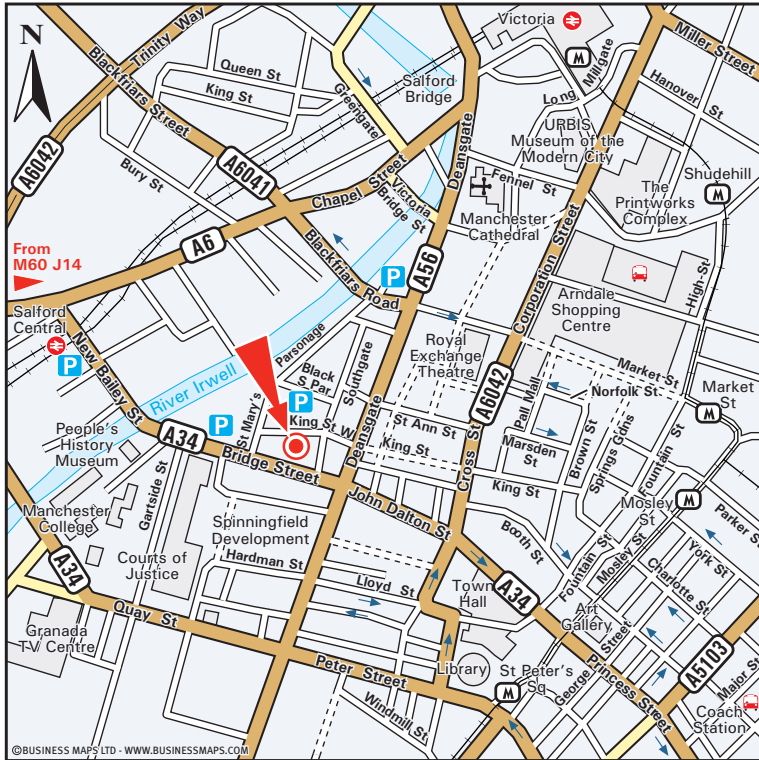 N
Victoria
M
Miller Street
Trinity Way
Blackfriars Street
Queen St
King St
Greengate
Salford
Bridge
Long
Millgate
Hanover St
URBIS
Museum of the
Modern City
Shudehill
M
A6042
A6041
Bury St
Deansgate
Fennel St
The
Printworks
Complex
Chapel Street
Victoria
Bridge St
Manchester
Cathedral
Corporation Street
A6
From
M60 J14
Blackfriars Road
P
A56
High St
Arndale
Shopping
Centre
Salford
Central
P
New Bailey St
River Irwell
Parsonage
Southgate
Royal
Exchange
Theatre
A6042
Market St
Black
S Par
Norfolk St
Pall Mall
Market
St
M
P
P
St Mary's
King St W
St Ann St
King St
Deansgate
Cross St
Marsden
St
Brown St
Springs Gdns
Fountain St
People's
History
Museum
A34
Bridge Street
Gartside St
King St
John Dalton St
Booth St
Mosley
St
M
Parker St
Manchester
College
Spinningfield
Development
Fountain St
Mosley St
York St
Charlotte St
Hardman St
Courts of
Justice
A34
Lloyd St
Town
Hall
A34
Art
Gallery
Quay St
Granada
TV Centre
Peter Street
Library
St Peter's
Sq
M
George Street
Princess Street
A5103
Major St
Windmill St
Coach
Station
©BUSINESS MAPS LTD - WWW.BUSINESSMAPS.COM